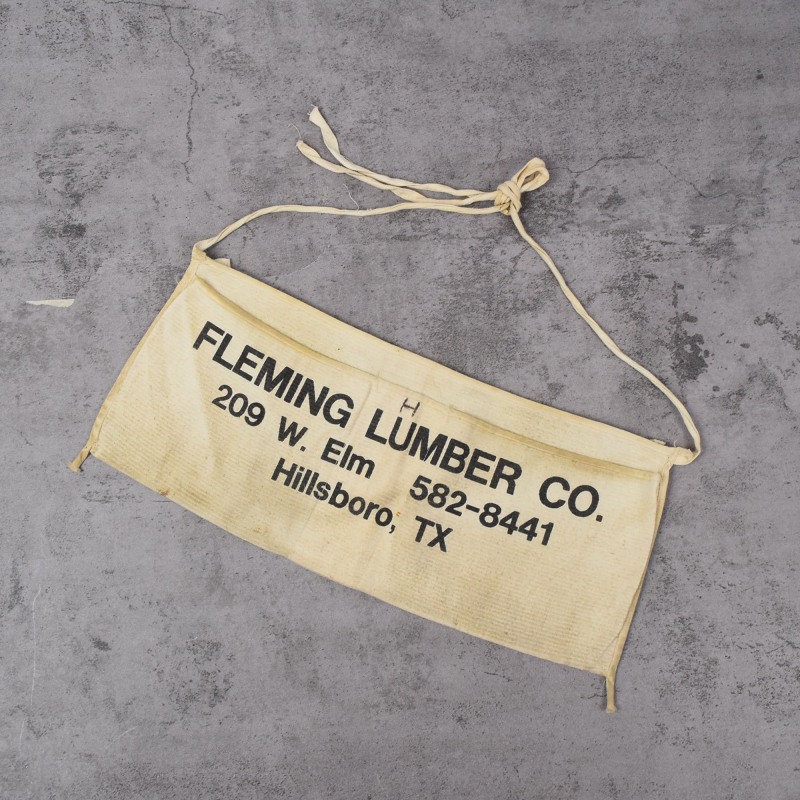 H
FLEMING LUMBER CO.
209 W. Elm 582-8441
Hillsboro, TX